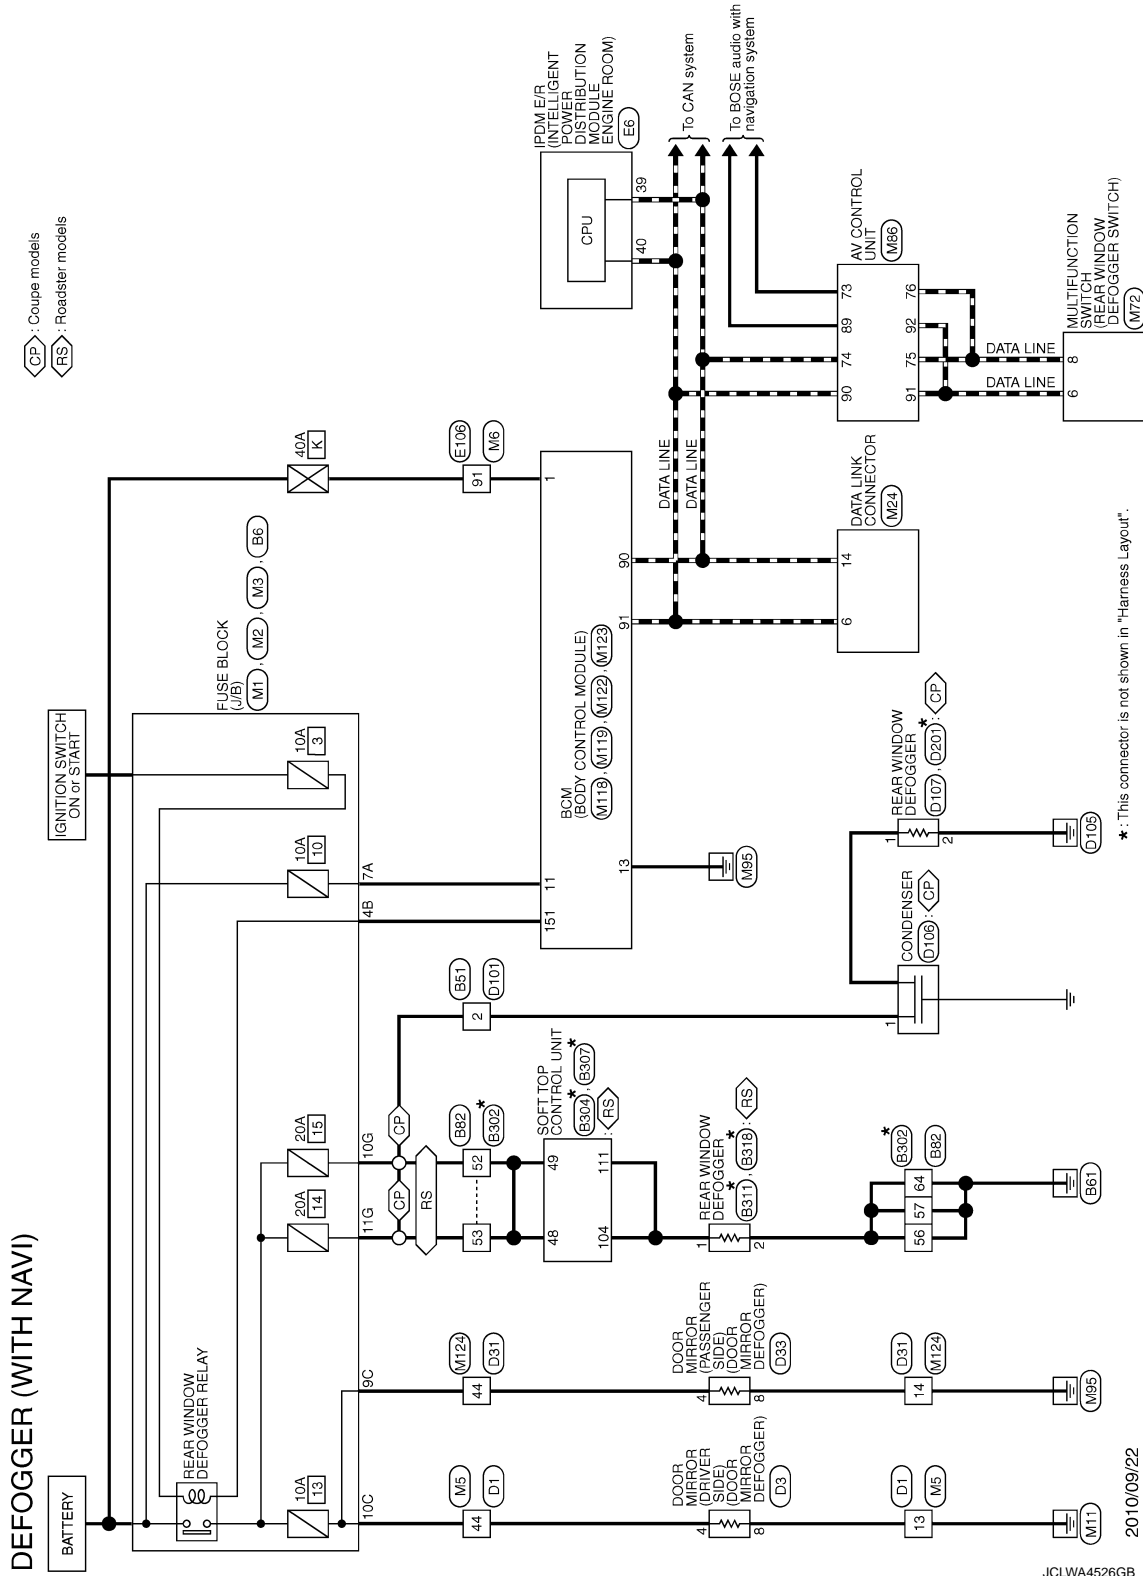 DEFOGGER (WITH NAVI)
CP : Coupe models
RS : Roadster models
BATTERY
IGNITION SWITCH
ON or START
FUSE BLOCK
(J/B)
M1 , M2 , M3 , B6
REAR WINDOW
DEFOGGER RELAY
10A
13
20A
14
20A
15
10A
10
10A
3
40A
K
10C
9C
11G
10G
4B
7A
CP
CP
RS
M5
44
D1
M124
44
D31
B82
53
52
B302 *
B51
2
D101
E106
91
M6
SOFT TOP
CONTROL UNIT
* *
B304 , B307
: RS
48
49
104
111
151
11
1
BCM
(BODY CONTROL MODULE)
M118 , M119 , M122 , M123
13
91
90
M95
IPDM E/R
(INTELLIGENT
POWER
DISTRIBUTION
MODULE
ENGINE ROOM)
E6
CPU
40
39
DATA LINE
DATA LINE
To CAN system
To BOSE audio with
navigation system
DOOR
MIRROR
(DRIVER
SIDE)
(DOOR
MIRROR
DEFOGGER)
D3
4
8
DOOR
MIRROR
(PASSENGER
SIDE)
(DOOR
MIRROR
DEFOGGER)
D33
4
8
REAR WINDOW
DEFOGGER
* *
B311 , B318 : RS
1
2
CONDENSER
D106 : CP
1
REAR WINDOW
DEFOGGER *
D107 , D201 : CP
1
2
DATA LINK
CONNECTOR
M24
6
14
AV CONTROL
UNIT
M86
90
74
89
73
91
75
92
76
DATA LINE
DATA LINE
MULTIFUNCTION
SWITCH
(REAR WINDOW
DEFOGGER SWITCH)
M72
6
8
D1
13
M5
D31
14
M124
* B302
56
57
64
B82
M11
M95
B61
D105
* : This connector is not shown in "Harness Layout".
2010/09/22
JCLWA4526GB